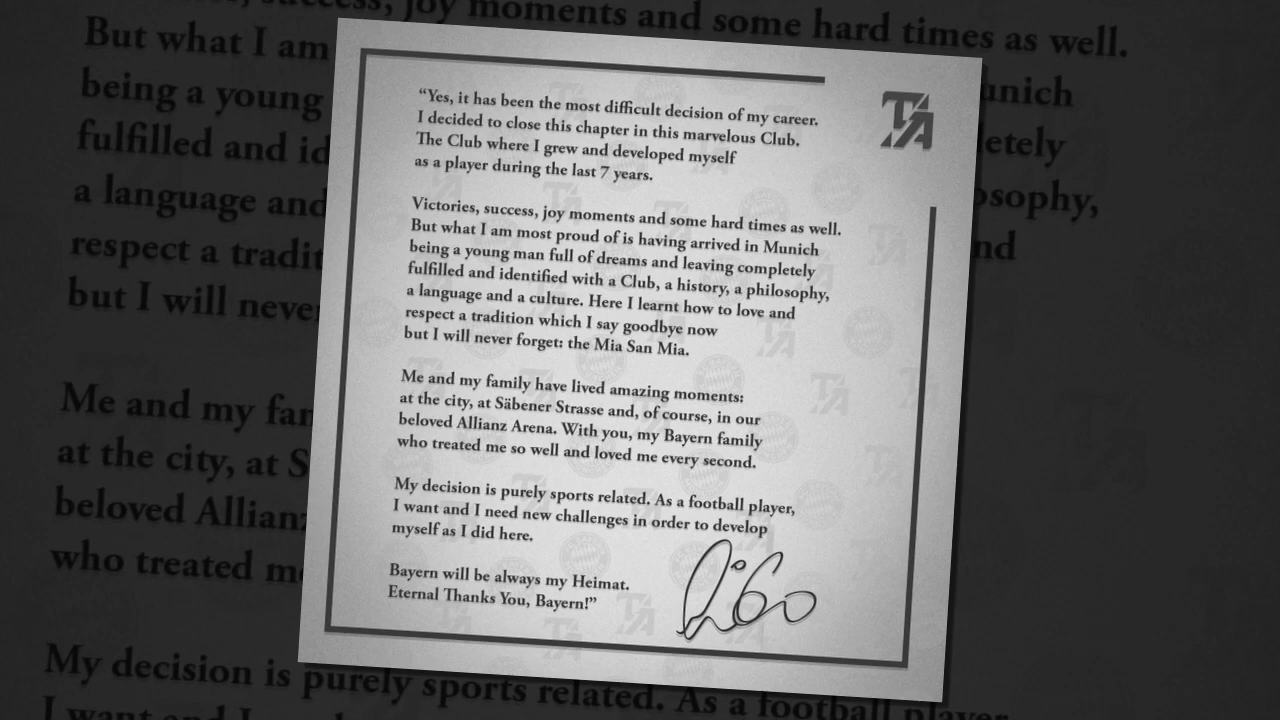 success, joy moments and some hard times as well.
But what I am
being a young
unich
fulfilled and id
etely
a language and
osophy,
respect a tradit
nd
but I will never
Me and my fam
at the city, at S
beloved Allianz
who treated me
My decision is purely sports related. As a football player
I want and I
“Yes, it has been the most difficult decision of my career.
I decided to close this chapter in this marvelous Club.
The Club where I grew and developed myself
as a player during the last 7 years.
TA
Victories, success, joy moments and some hard times as well.
But what I am most proud of is having arrived in Munich
being a young man full of dreams and leaving completely
fulfilled and identified with a Club, a history, a philosophy,
a language and a culture. Here I learnt how to love and
respect a tradition which I say goodbye now
but I will never forget: the Mia San Mia.
Me and my family have lived amazing moments:
at the city, at Säbener Strasse and, of course, in our
beloved Allianz Arena. With you, my Bayern family
who treated me so well and loved me every second.
My decision is purely sports related. As a football player,
I want and I need new challenges in order to develop
myself as I did here.
Bayern will be always my Heimat.
Eternal Thanks You, Bayern!”